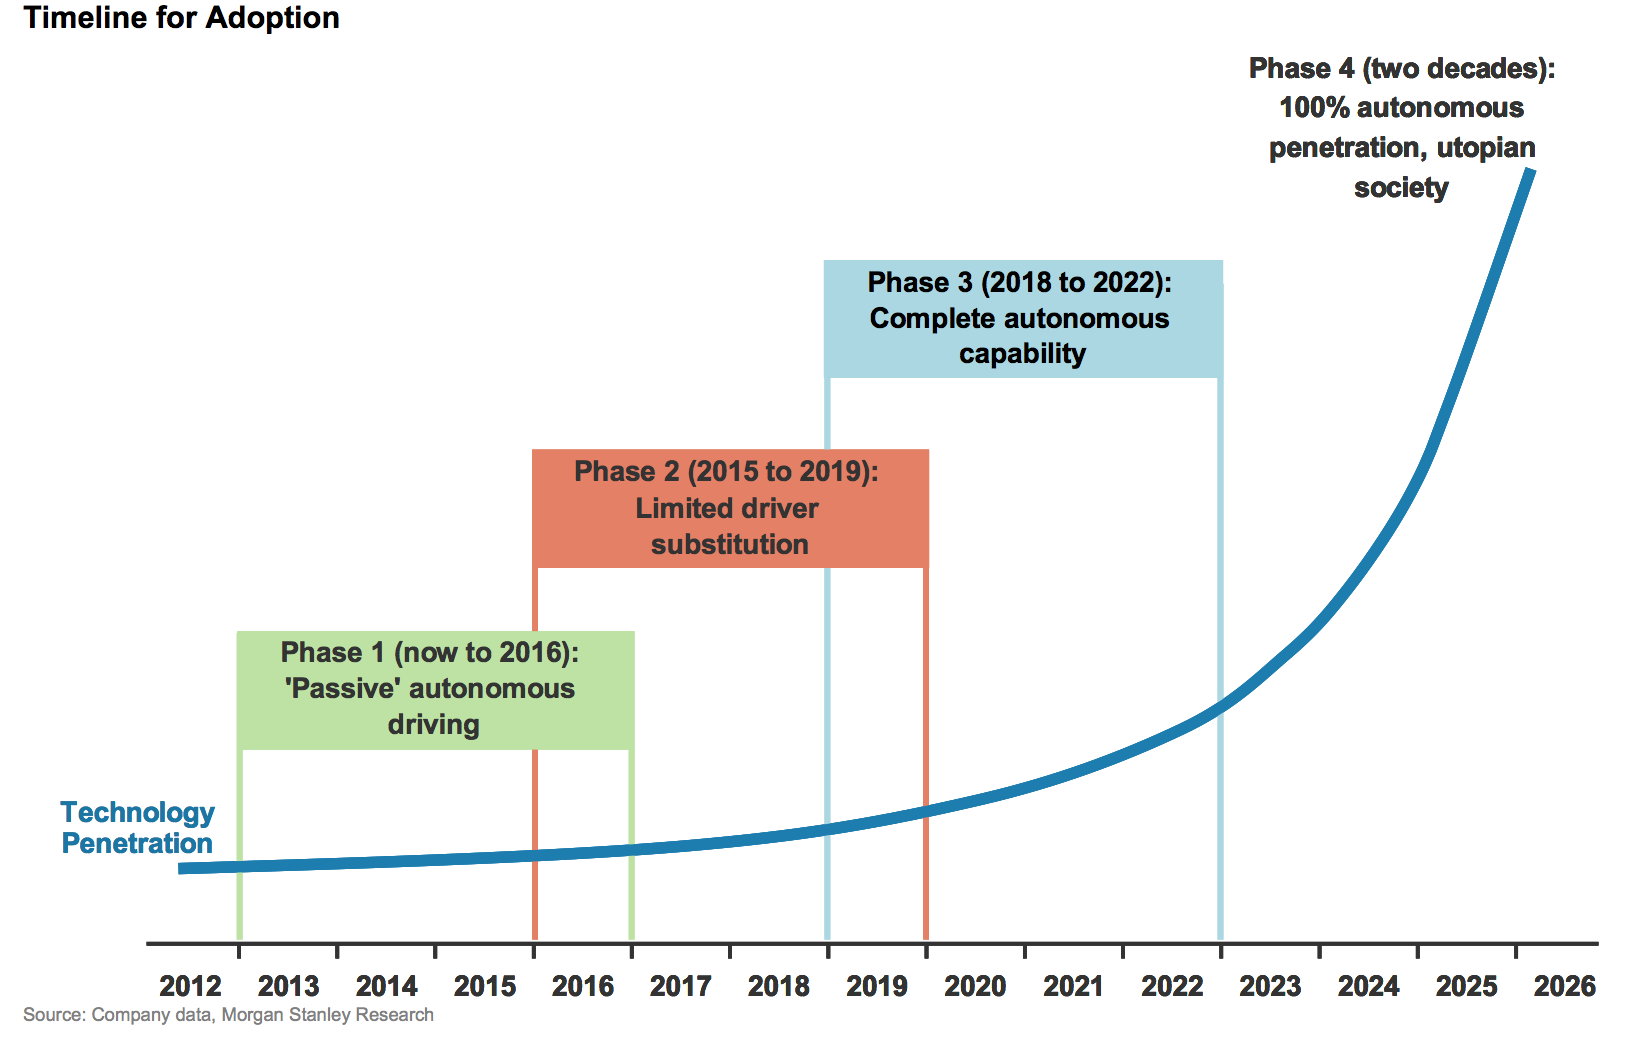 Timeline for Adoption
Phase 4 (two decades):
100% autonomous
penetration, utopian
society
Phase 3 (2018 to 2022):
Complete autonomous
capability
Phase 2 (2015 to 2019):
Limited driver
substitution
Phase 1 (now to 2016):
'Passive' autonomous
driving
Technology
Penetration
2012 2013 2014 2015 2016 2017 2018 2019 2020 2021 2022 2023 2024 2025 2026
Source: Company data, Morgan Stanley Research